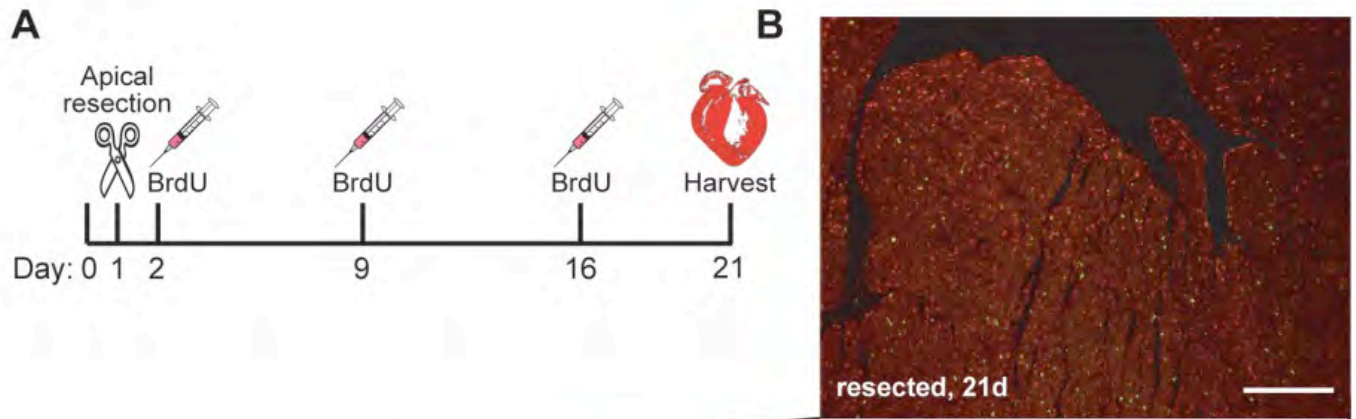 A
Apical
resection
BrdU
BrdU
BrdU
Harvest
Day: 0 1 2 9 16 21
B
resected, 21d